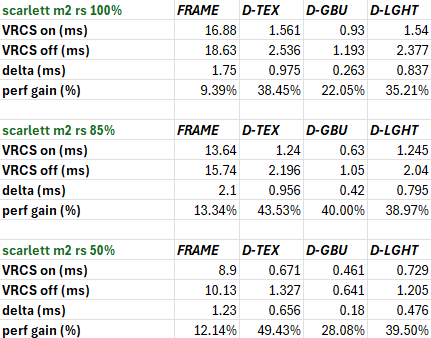 scarlett m2 rs 100% FRAME D-TEX D-GBU D-LGHT
VRCS on (ms) 16.88 1.561 0.93 1.54
VRCS off (ms) 18.63 2.536 1.193 2.377
delta (ms) 1.75 0.975 0.263 0.837
perf gain (%) 9.39% 38.45% 22.05% 35.21%
scarlett m2 rs 85% FRAME D-TEX D-GBU D-LGHT
VRCS on (ms) 13.64 1.24 0.63 1.245
VRCS off (ms) 15.74 2.196 1.05 2.04
delta (ms) 2.1 0.956 0.42 0.795
perf gain (%) 13.34% 43.53% 40.00% 38.97%
scarlett m2 rs 50% FRAME D-TEX D-GBU D-LGHT
VRCS on (ms) 8.9 0.671 0.461 0.729
VRCS off (ms) 10.13 1.327 0.641 1.205
delta (ms) 1.23 0.656 0.18 0.476
perf gain (%) 12.14% 49.43% 28.08% 39.50%